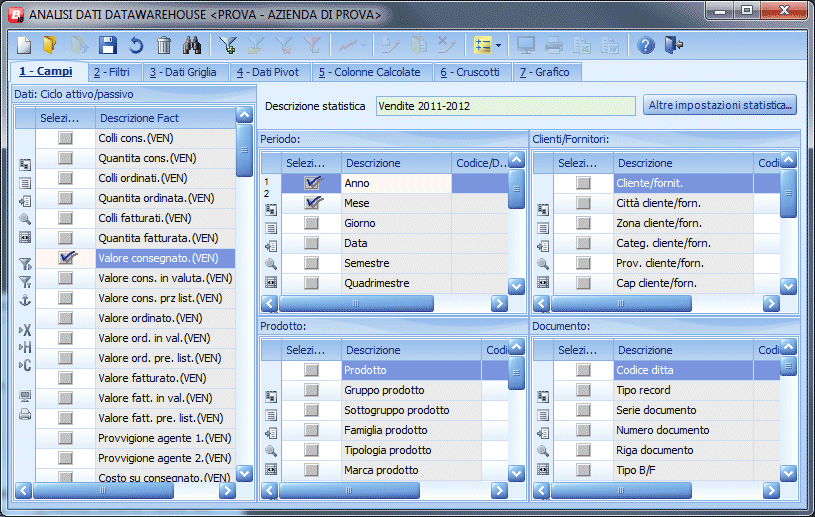 ANALISI DATI DATAWAREHOUSE <PROVA - AZIENDA DI PROVA>
1 - Campi
2 - Filtri
3 - Dati Griglia
4 - Dati Pivot
5 - Colonne Calcolate
6 - Cruscotti
7 - Grafico
Dati: Ciclo attivo/passivo
Selezi...
Descrizione Fact
Colli cons.(VEN)
Quantita cons.(VEN)
Colli ordinati.(VEN)
Quantita ordinata.(VEN)
Colli fatturati.(VEN)
Quantita fatturata.(VEN)
Valore consegnato.(VEN)
Valore cons. in valuta.(VEN)
Valore cons. prz list.(VEN)
Valore ordinato.(VEN)
Valore ord. in val.(VEN)
Valore ord. pre. list.(VEN)
Valore fatturato.(VEN)
Valore fatt. in val.(VEN)
Valore fatt. pre. list.(VEN)
Provvigione agente 1.(VEN)
Provvigione agente 2.(VEN)
Costo su consegnato.(VEN)
X
H
C
Descrizione statistica
Vendite 2011-2012
Altre impostazioni statistica...
Periodo:
Selezi...
Descrizione
Codice/D...
1
2
Anno
Mese
Giorno
Data
Semestre
Quadrimestre
Clienti/Fornitori:
Selezi...
Descrizione
Codi
Cliente/fornit.
Città cliente/forn.
Zona cliente/forn.
Categ. cliente/forn.
Prov. cliente/forn.
Cap cliente/forn.
Prodotto:
Selezi...
Descrizione
Codi
Prodotto
Gruppo prodotto
Sottogruppo prodotto
Famiglia prodotto
Tipologia prodotto
Marca prodotto
Documento:
Selezi...
Descrizione
Codi
Codice ditta
Tipo record
Serie documento
Numero documento
Riga documento
Tipo B/F